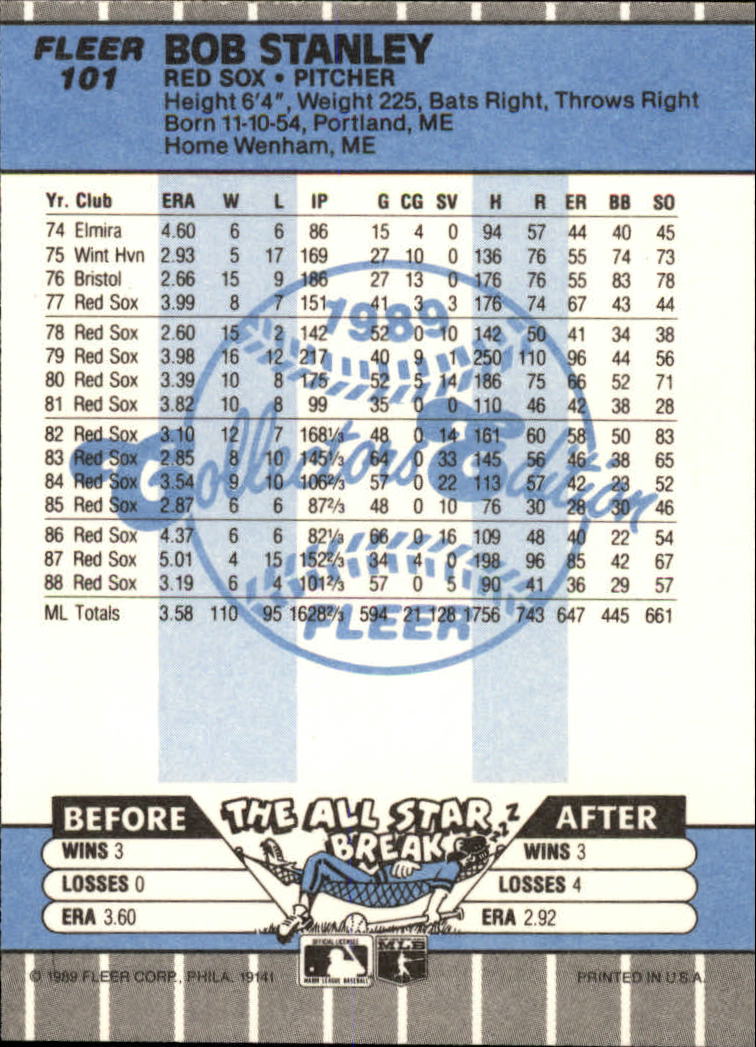 FLEER BOB STANLEY
101 RED SOX • PITCHER
Height 6'4", Weight 225, Bats Right, Throws Right
Born 11-10-54, Portland, ME
Home Wenham, ME
Yr. Club ERA W L IP G CG SV H R ER BB SO
74 Elmira 4.60 6 6 86 15 4 0 94 57 44 40 45
75 Wint Hvn 2.93 5 17 169 27 10 0 136 76 55 74 73
76 Bristol 2.66 15 9 186 27 13 0 176 76 55 83 78
77 Red Sox 3.99 8 7 151 41 3 3 176 74 67 43 44
78 Red Sox 2.60 15 2 142 52 0 10 142 50 41 34 38
79 Red Sox 3.98 16 12 217 40 9 1 250 110 96 44 56
80 Red Sox 3.39 10 8 175 52 5 14 186 75 66 52 71
81 Red Sox 3.82 10 8 99 35 0 0 110 46 42 38 28
82 Red Sox 3.10 12 7 168⅓ 48 0 14 161 60 58 50 83
83 Red Sox 2.85 8 10 145⅓ 64 0 33 145 56 46 38 65
84 Red Sox 3.54 9 10 106⅔ 57 0 22 113 57 42 23 52
85 Red Sox 2.87 6 6 87⅔ 48 0 10 76 30 28 30 46
86 Red Sox 4.37 6 6 82⅓ 66 0 16 109 48 40 22 54
87 Red Sox 5.01 4 15 152⅔ 34 4 0 198 96 85 42 67
88 Red Sox 3.19 6 4 101⅔ 57 0 5 90 41 36 29 57
ML Totals 3.58 110 95 1628⅔ 594 21 128 1756 743 647 445 661
1989
Collectors Edition
FLEER
BEFORE THE ALL STAR AFTER
BREAK zzZ
WINS 3 WINS 3
LOSSES 0 LOSSES 4
ERA 3.60 ERA 2.92
OFFICIAL LICENSEE MLB
MAJOR LEAGUE BASEBALL
© 1989 FLEER CORP., PHILA. 19141 PRINTED IN U.S.A.